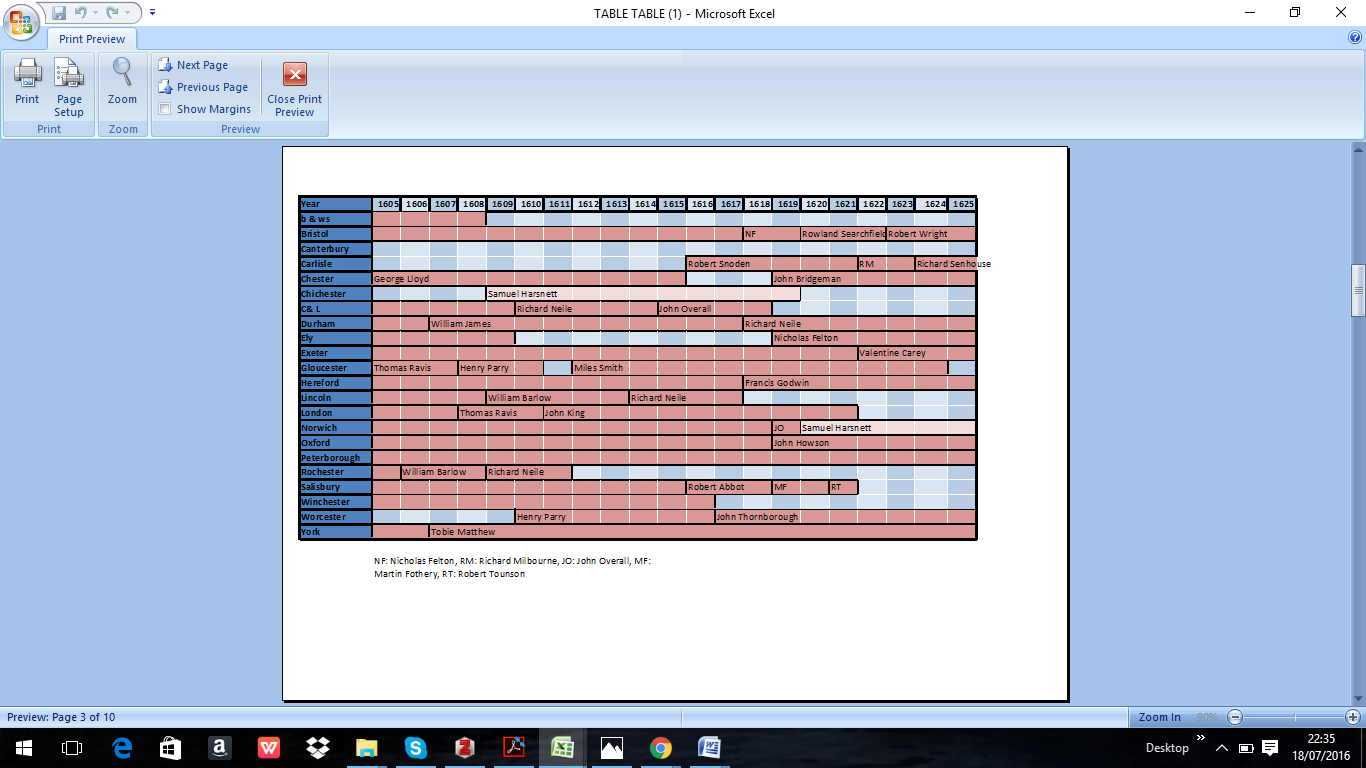 TABLE TABLE (1) - Microsoft Excel
Print Preview
Print
Page Setup
Zoom
Next Page
Previous Page
Show Margins
Close Print Preview
Print
Zoom
Preview
Year 1605 1606 1607 1608 1609 1610 1611 1612 1613 1614 1615 1616 1617 1618 1619 1620 1621 1622 1623 1624 1625
b & ws
Bristol NF Rowland Searchfield Robert Wright
Canterbury
Carlisle Robert Snoden RM Richard Senhouse
Chester George Lloyd John Bridgeman
Chichester Samuel Harsnett
C& L Richard Neile John Overall
Durham William James Richard Neile
Ely Nicholas Felton
Exeter Valentine Carey
Gloucester Thomas Ravis Henry Parry Miles Smith
Hereford Francis Godwin
Lincoln William Barlow Richard Neile
London Thomas Ravis John King
Norwich JO Samuel Harsnett
Oxford John Howson
Peterborough
Rochester William Barlow Richard Neile
Salisbury Robert Abbot MF RT
Winchester
Worcester Henry Parry John Thornborough
York Tobie Matthew
NF: Nicholas Felton, RM: Richard Milbourne, JO: John Overall, MF:
Martin Fothery, RT: Robert Tounson
Preview: Page 3 of 10
Zoom In 90%
Desktop
22:35
18/07/2016